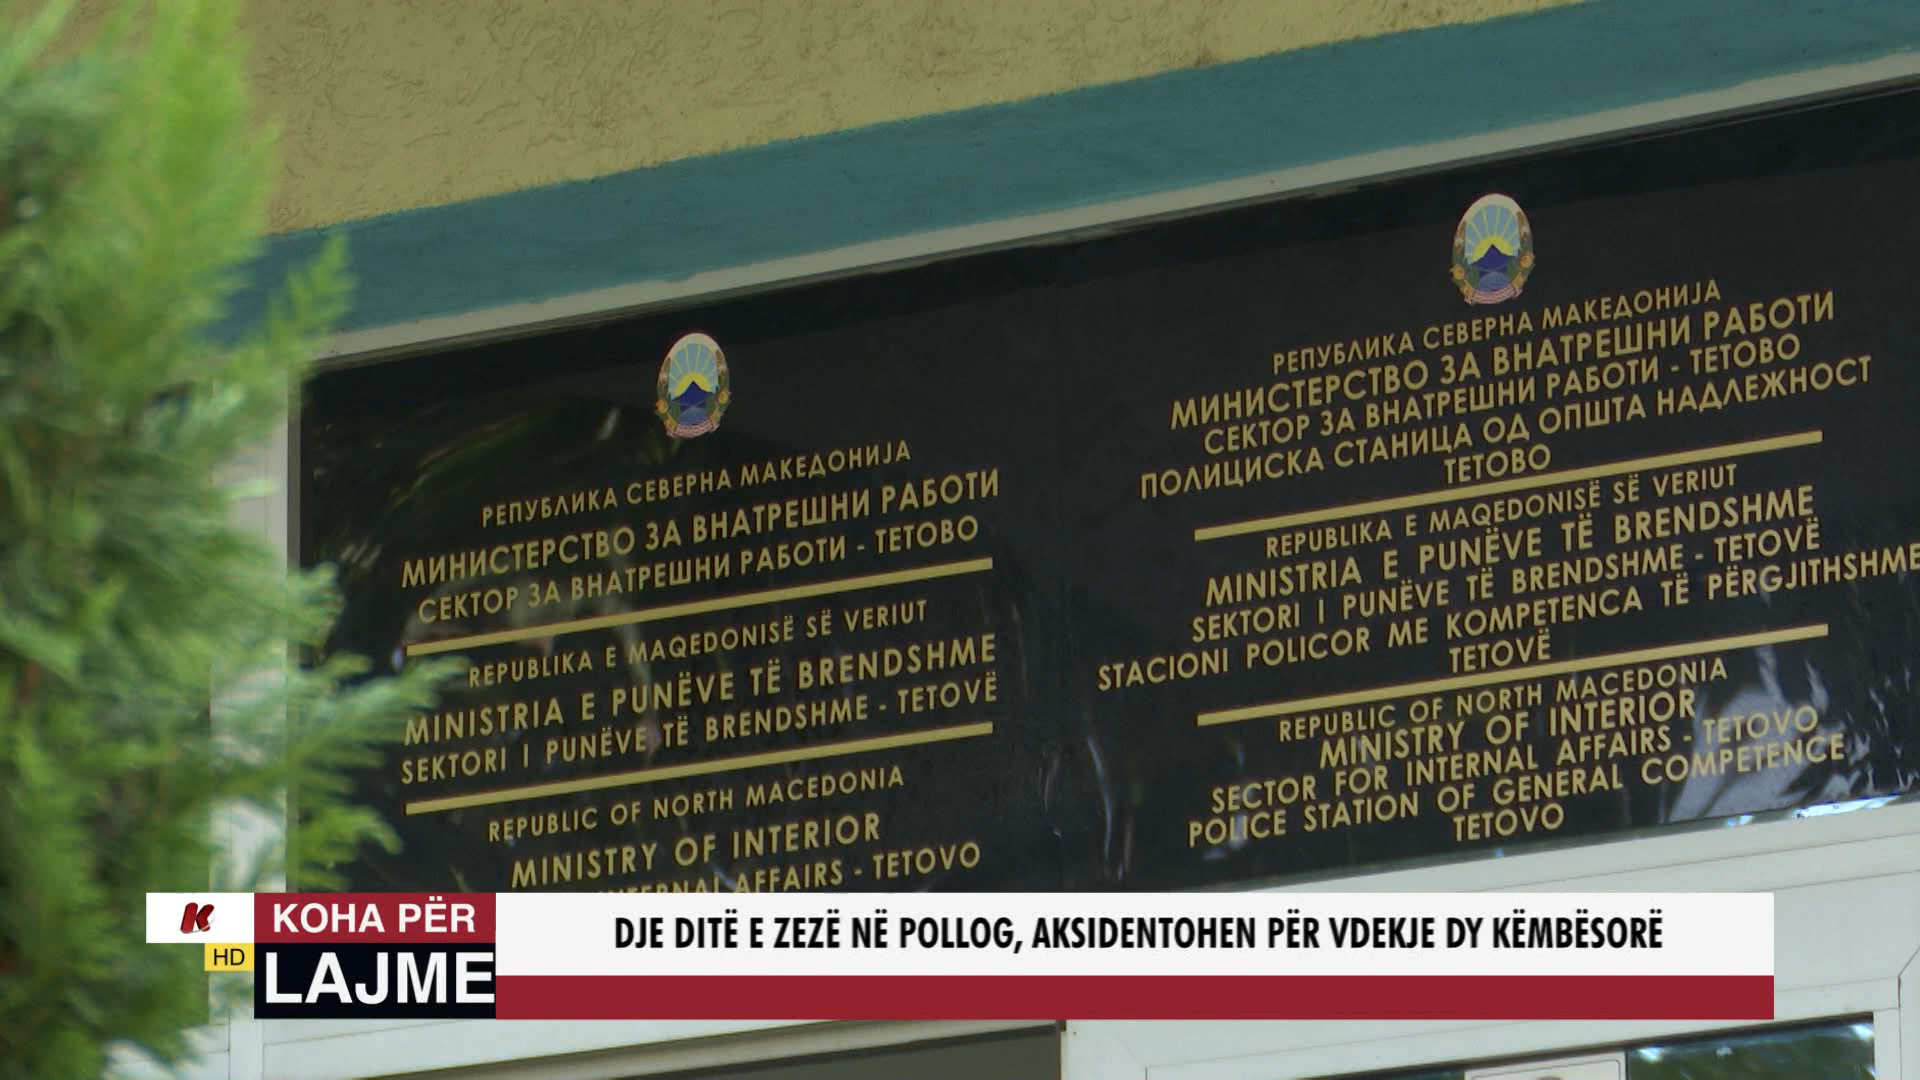 РЕПУБЛИКА СЕВЕРНА МАКЕДОНИЈА
МИНИСТЕРСТВО ЗА ВНАТРЕШНИ РАБОТИ
СЕКТОР ЗА ВНАТРЕШНИ РАБОТИ - ТЕТОВО
REPUBLIKA E MAQEDONISË SË VERIUT
MINISTRIA E PUNËVE TË BRENDSHME
SEKTORI I PUNËVE TË BRENDSHME - TETOVË
REPUBLIC OF NORTH MACEDONIA
MINISTRY OF INTERIOR
INTERNAL AFFAIRS - TETOVO
РЕПУБЛИКА СЕВЕРНА МАКЕДОНИЈА
МИНИСТЕРСТВО ЗА ВНАТРЕШНИ РАБОТИ
СЕКТОР ЗА ВНАТРЕШНИ РАБОТИ - ТЕТОВО
ПОЛИЦИСКА СТАНИЦА ОД ОПШТА НАДЛЕЖНОСТ
ТЕТОВО
REPUBLIKA E MAQEDONISË SË VERIUT
MINISTRIA E PUNËVE TË BRENDSHME
SEKTORI I PUNËVE TË BRENDSHME - TETOVË
STACIONI POLICOR ME KOMPETENCA TË PËRGJITHSHME
TETOVË
REPUBLIC OF NORTH MACEDONIA
MINISTRY OF INTERIOR
SECTOR FOR INTERNAL AFFAIRS - TETOVO
POLICE STATION OF GENERAL COMPETENCE
TETOVO
K
HD
KOHA PËR
LAJME
DJE DITË E ZEZË NË POLLOG, AKSIDENTOHEN PËR VDEKJE DY KËMBËSORË